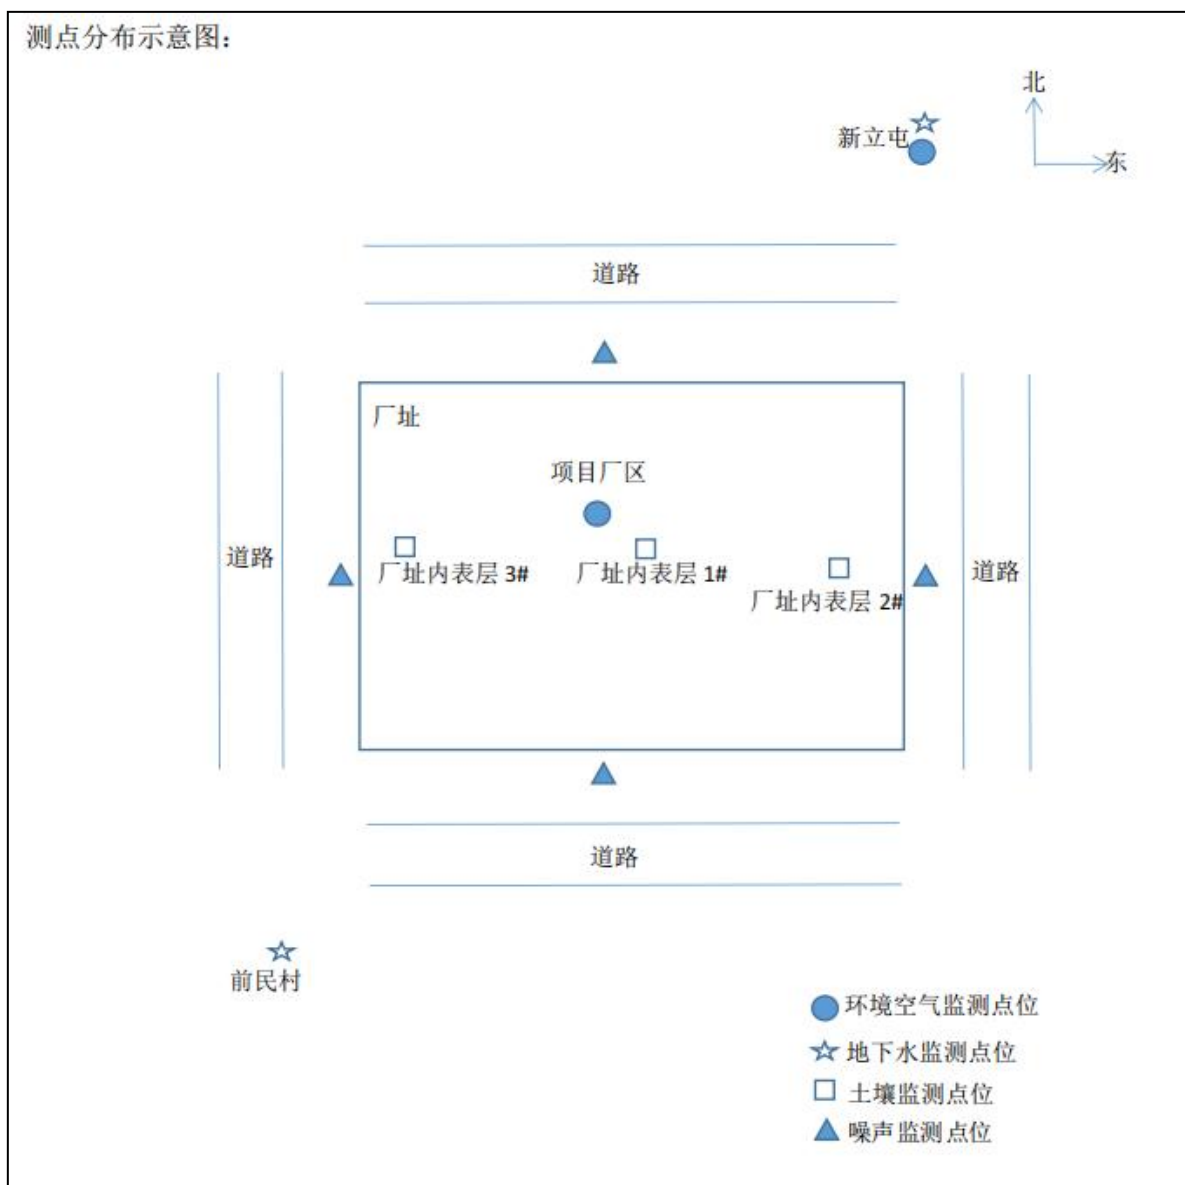 测点分布示意图：
北
新立屯
东
道路
厂址
项目厂区
道路
厂址内表层 3#
厂址内表层 1#
道路
厂址内表层 2#
道路
前民村
环境空气监测点位
地下水监测点位
土壤监测点位
噪声监测点位